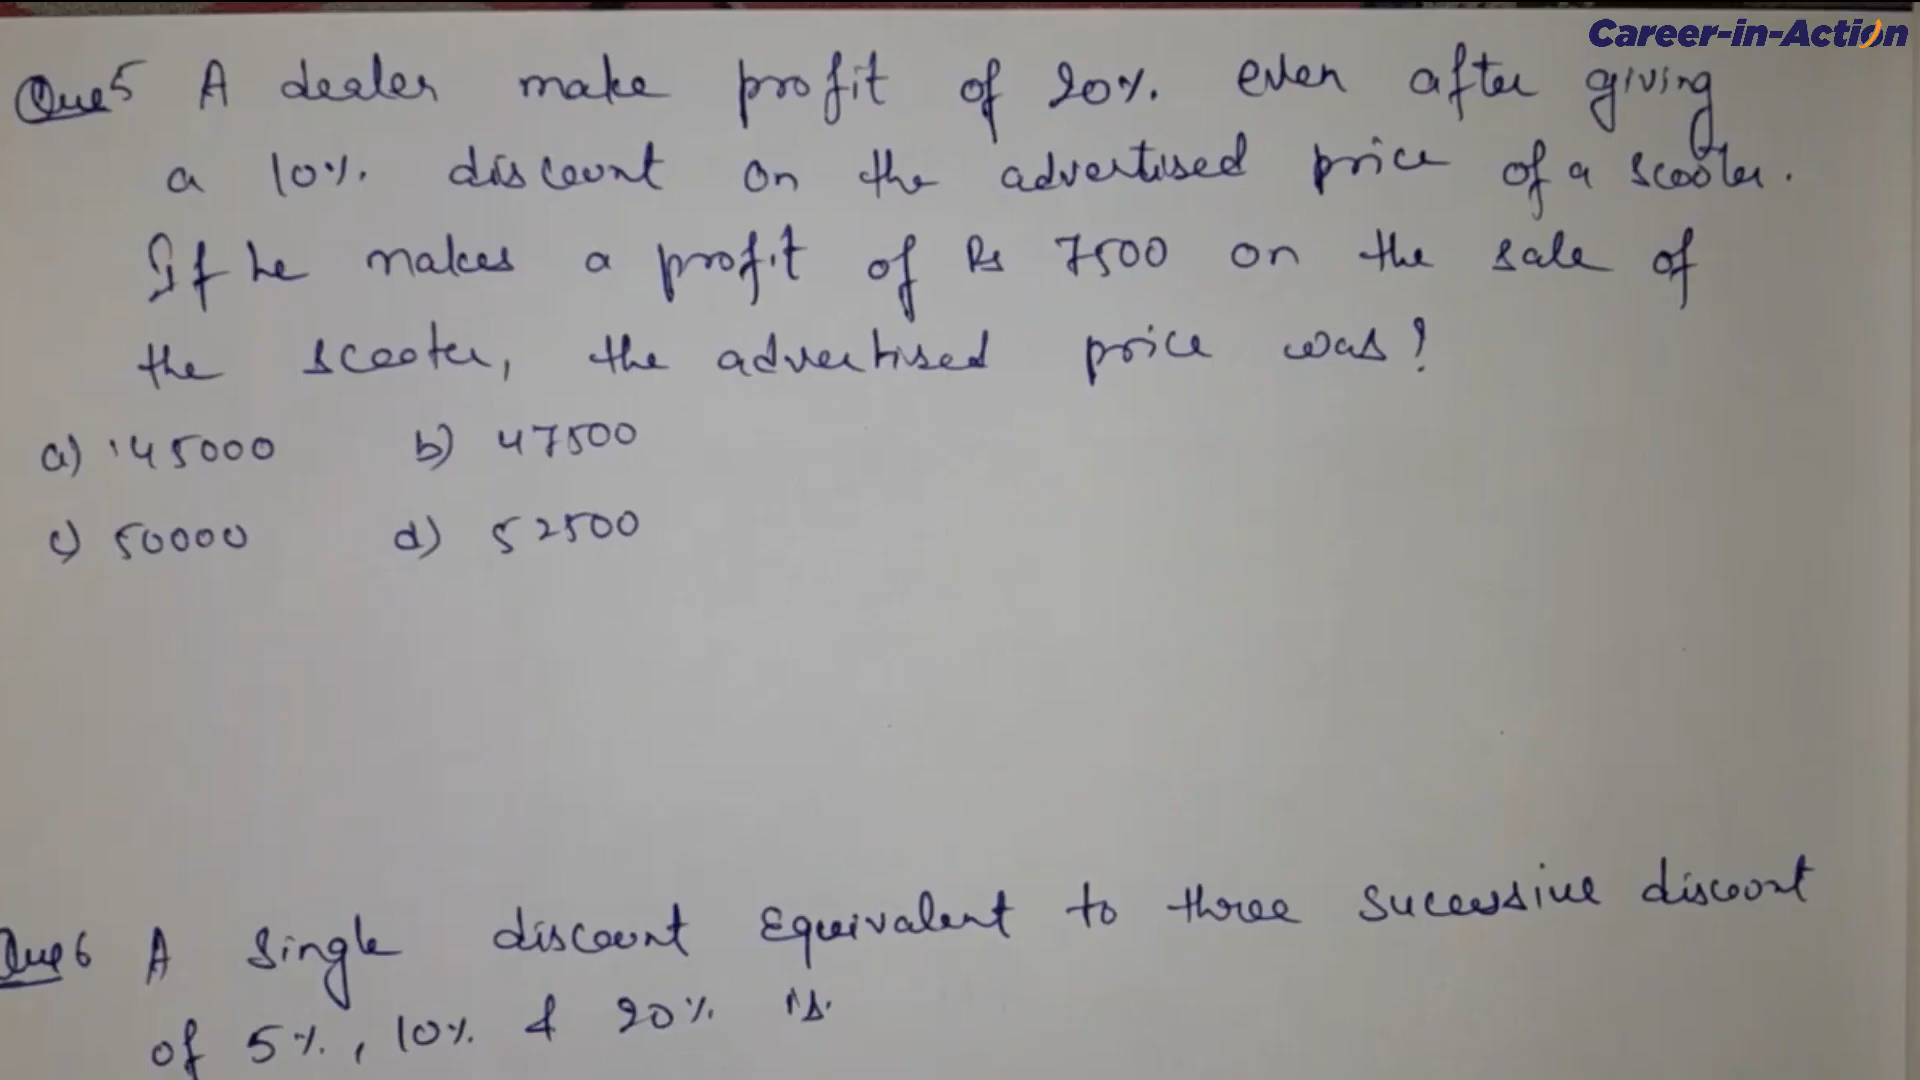 Career-in-Action
Que5 A dealer make profit of 20%. even after giving
a 10%. discount on the advertised price of a scooter.
If he makes a profit of Rs 7500 on the sale of
the scooter, the advertised price was?
a) 45000 b) 47500
c) 50000 d) 52500
Que6 A single discount Equivalent to three sucessive discount
of 5%, 10% & 20% is.